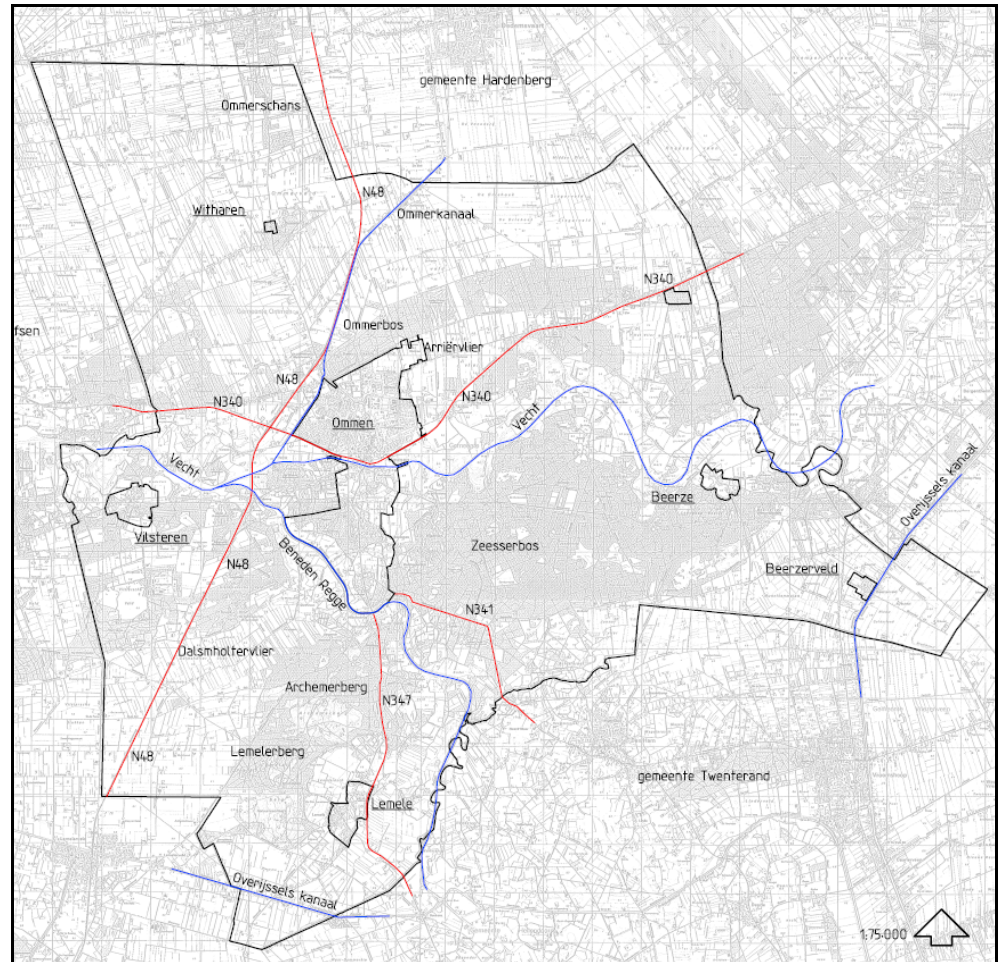 gemeente Hardenberg
Ommerschans
N48
Witharen
Ommerkanaal
N340
fsen
Ommerbos
Arriërvlier
N48
N340
N340
Ommen
Vecht
Vecht
Overijssels kanaal
Beerze
Vilsteren
Zeesserbos
Beneden Regge
N48
Beerzerveld
N341
Dalsmholtervlier
Archemerberg
N347
Lemelerberg
N48
gemeente Twenterand
Lemele
Overijssels kanaal
1:75.000